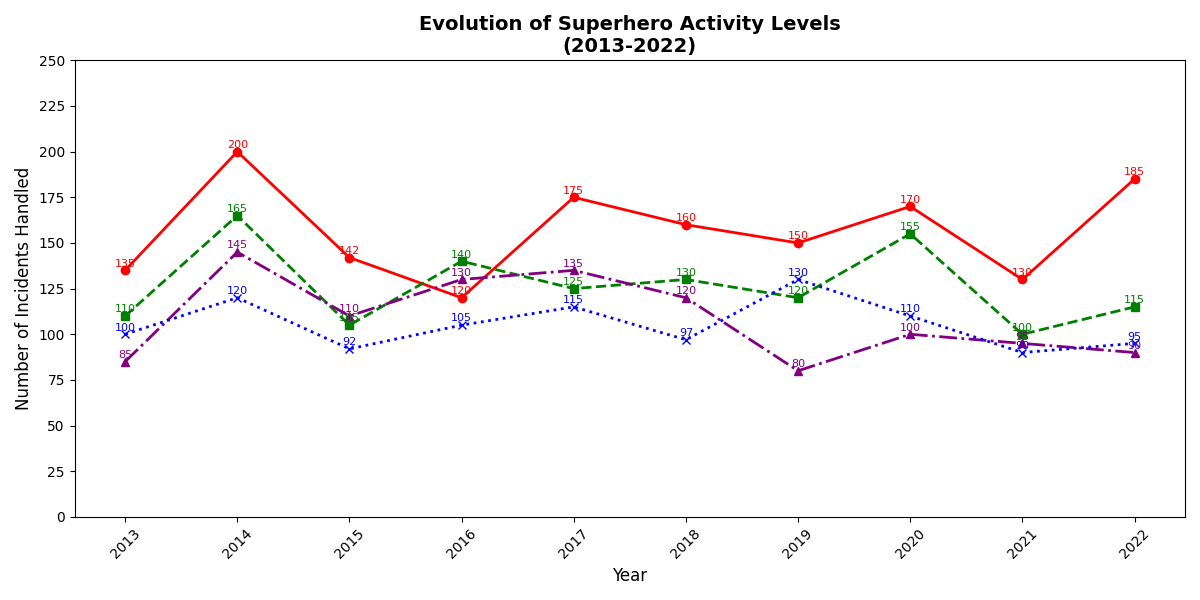 Evolution of Superhero Activity Levels
(2013-2022)
Number of Incidents Handled
250
225
200
175
150
125
100
75
50
25
0
135 200 142 120 175 160 150 170 130 185
110 165 105 140 125 130 120 155 100 115
85 145 110 130 135 120 80 100 95 90
100 120 92 105 115 97 130 110 90 95
2013 2014 2015 2016 2017 2018 2019 2020 2021 2022
Year